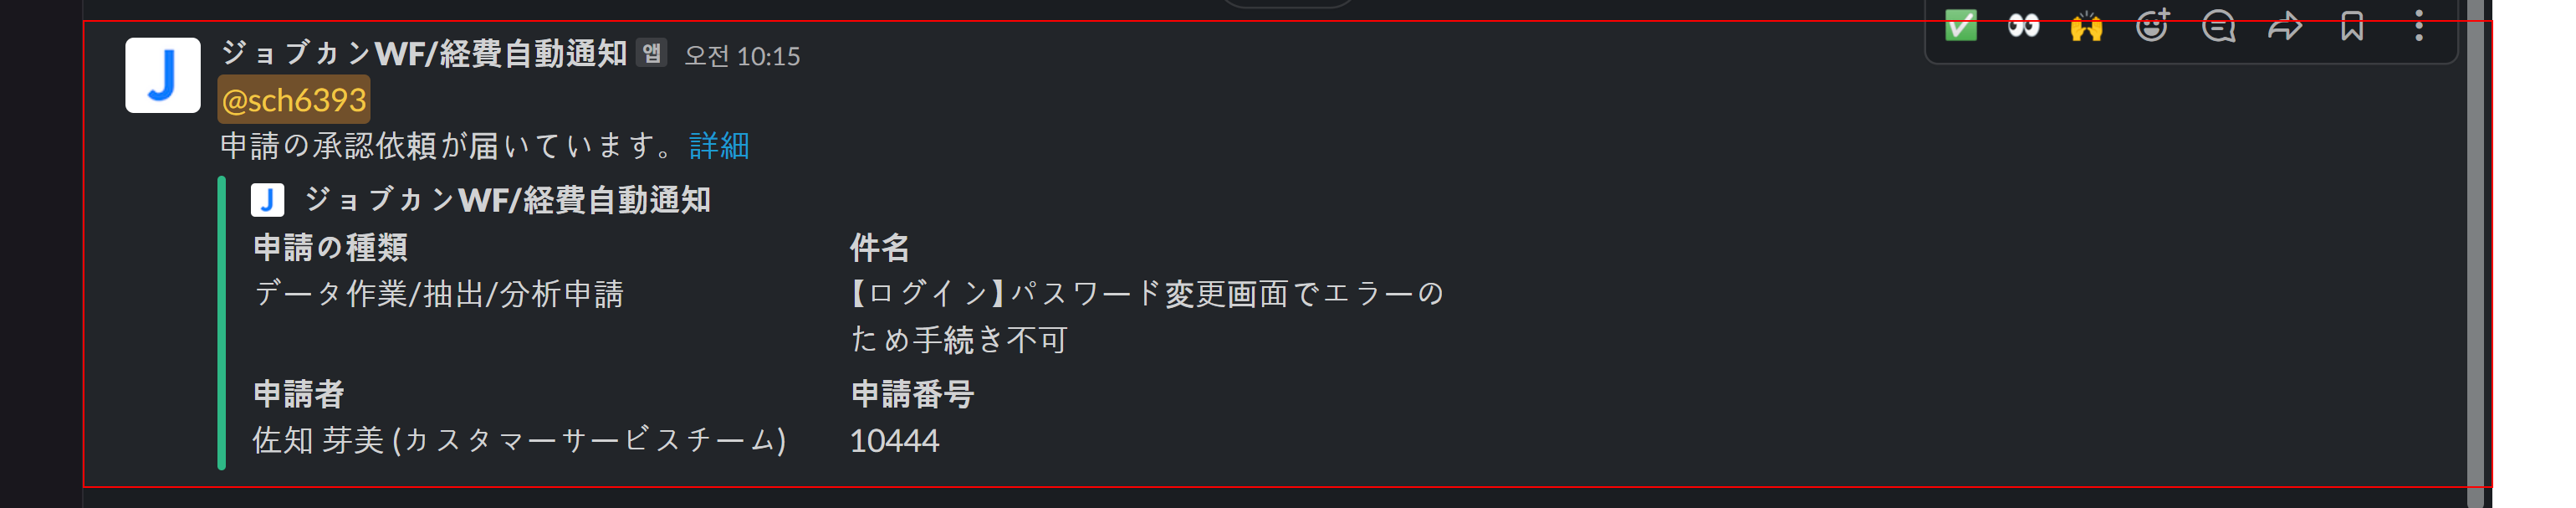 ジョブカンWF/経費自動通知 앱 오전 10:15
@sch6393
申請の承認依頼が届いています。詳細
ジョブカンWF/経費自動通知
申請の種類
データ作業/抽出/分析申請
件名
【ログイン】パスワード変更画面でエラーの
ため手続き不可
申請者
佐知 芽美 (カスタマーサービスチーム)
申請番号
10444